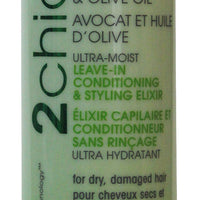 & OLIVE OIL
AVOCAT ET HUILE
D'OLIVE
2chic
ULTRA-MOIST
LEAVE-IN
CONDITIONING
& STYLING ELIXIR
ÉLIXIR CAPILAIRE ET
CONDITIONNEUR
SANS RINÇAGE
ULTRA HYDRATANT
for dry, damaged hair
pour cheveux secs et